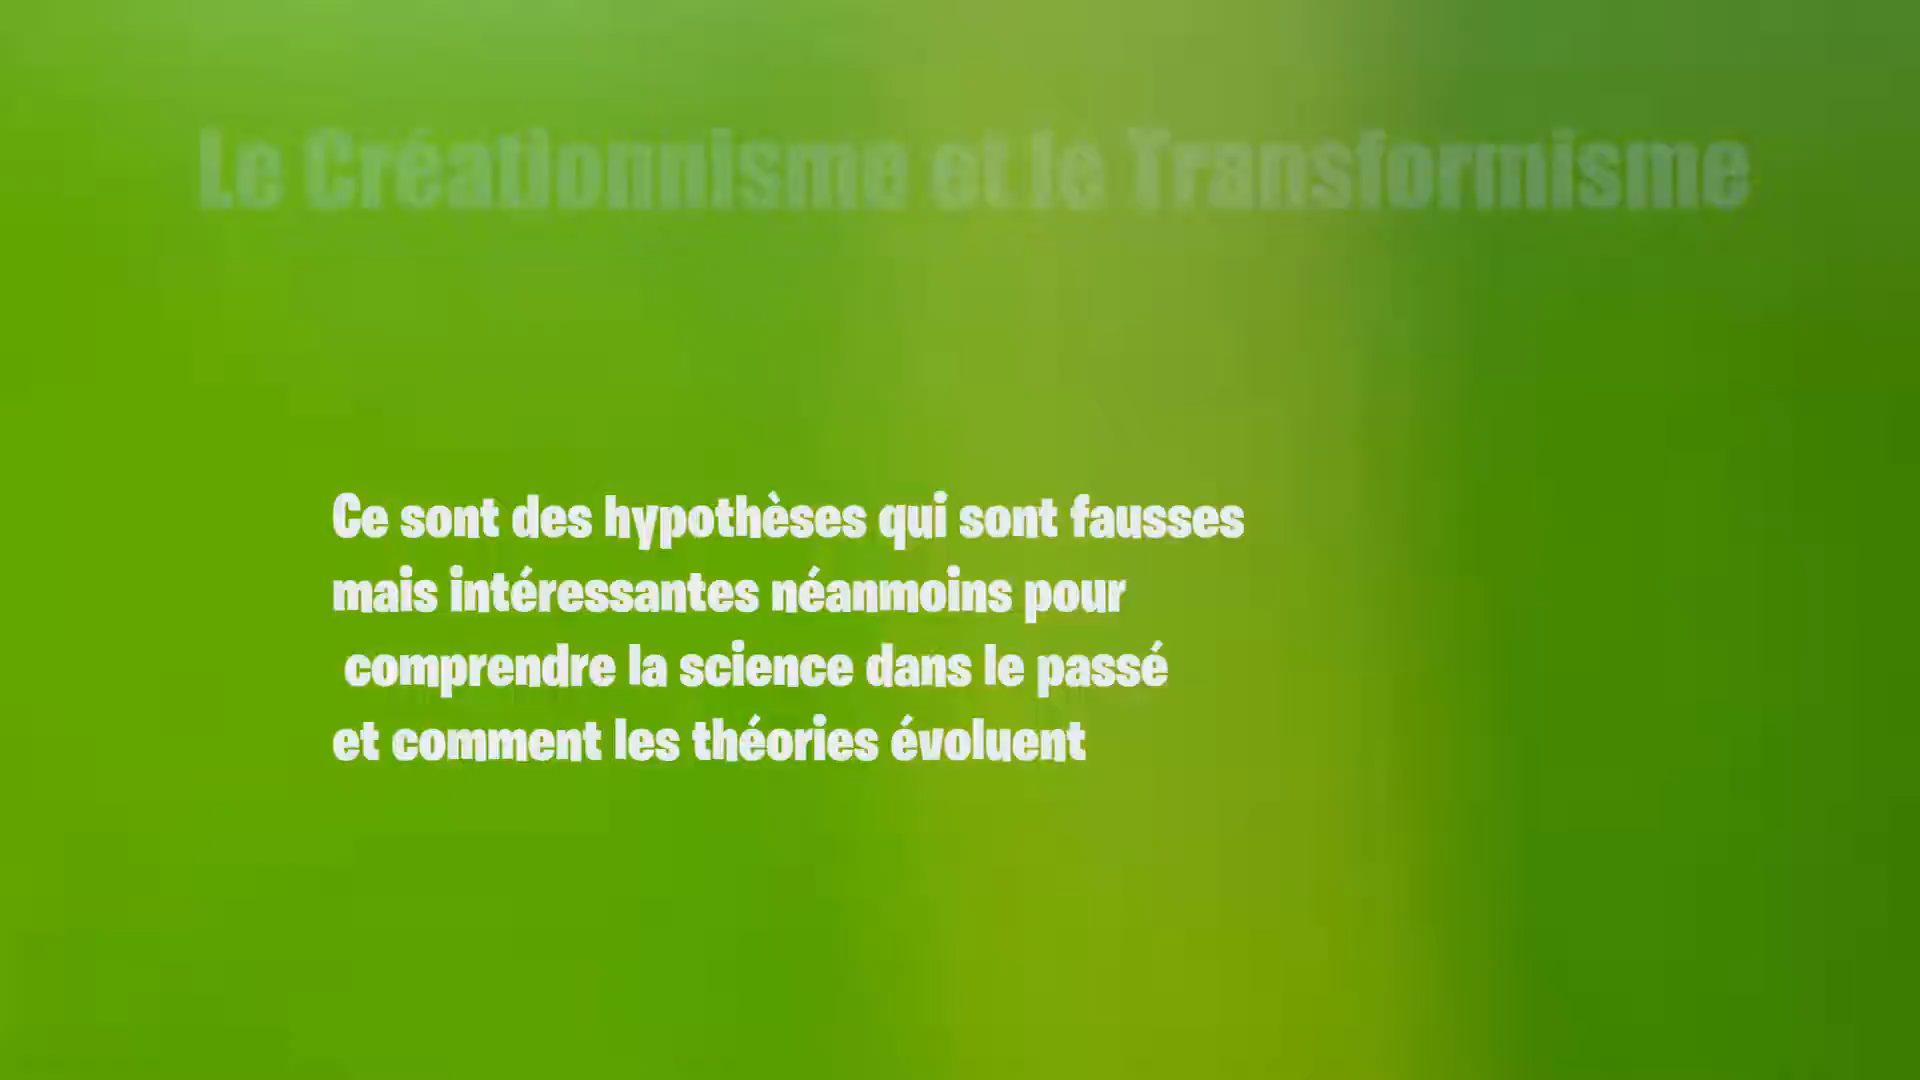 Le Créationnisme et le Transformisme
Ce sont des hypothèses qui sont fausses
mais intéressantes néanmoins pour
comprendre la science dans le passé
et comment les théories évoluent